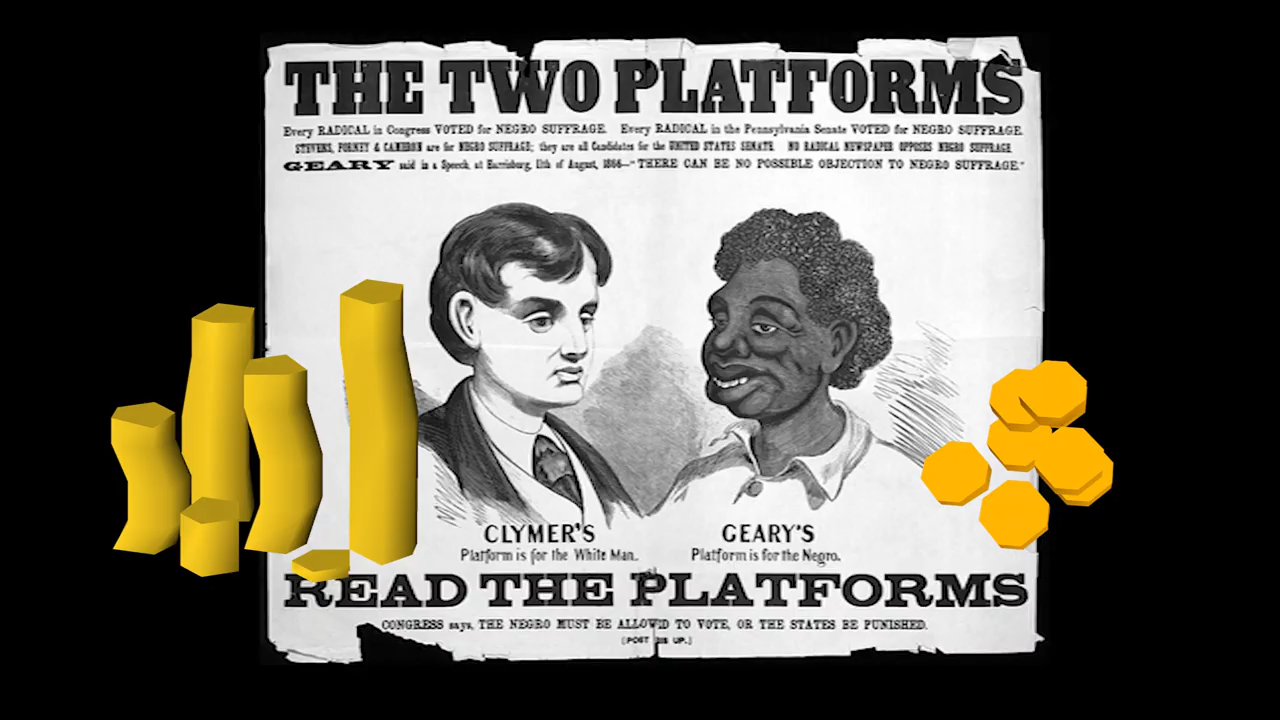 THE TWO PLATFORMS
Every RADICAL in Congress VOTED for NEGRO SUFFRAGE. Every RADICAL in the Pennsylvania Senate VOTED for NEGRO SUFFRAGE.
STEVENS, FORNEY & CAMERON are for NEGRO SUFFRAGE; they are all Candidates for the UNITED STATES SENATE. NO RADICAL NEWSPAPER OPPOSES NEGRO SUFFRAGE.
GEARY said in a Speech, at Harrisburg, 11th of August, 1866—"THERE CAN BE NO POSSIBLE OBJECTION TO NEGRO SUFFRAGE."
CLYMER'S GEARY'S
Platform is for the White Man. Platform is for the Negro.
READ THE PLATFORMS
CONGRESS says, THE NEGRO MUST BE ALLOWED TO VOTE, OR THE STATES BE PUNISHED.
[POST THIS UP.]